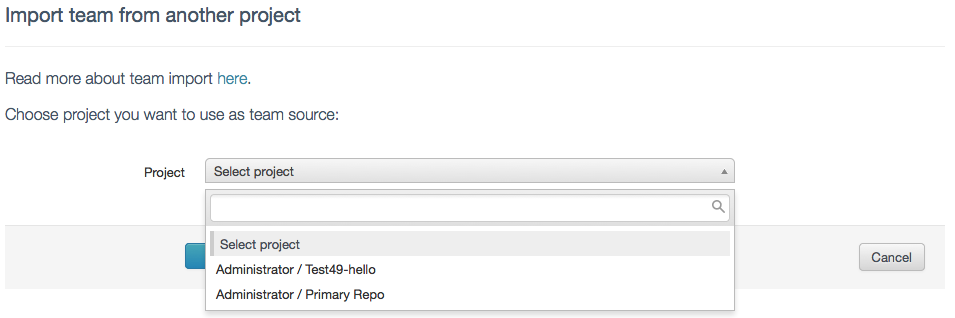 Import team from another project
Read more about team import here.
Choose project you want to use as team source:
Project
Select project
Select project
Administrator / Test49-hello
Administrator / Primary Repo
Cancel